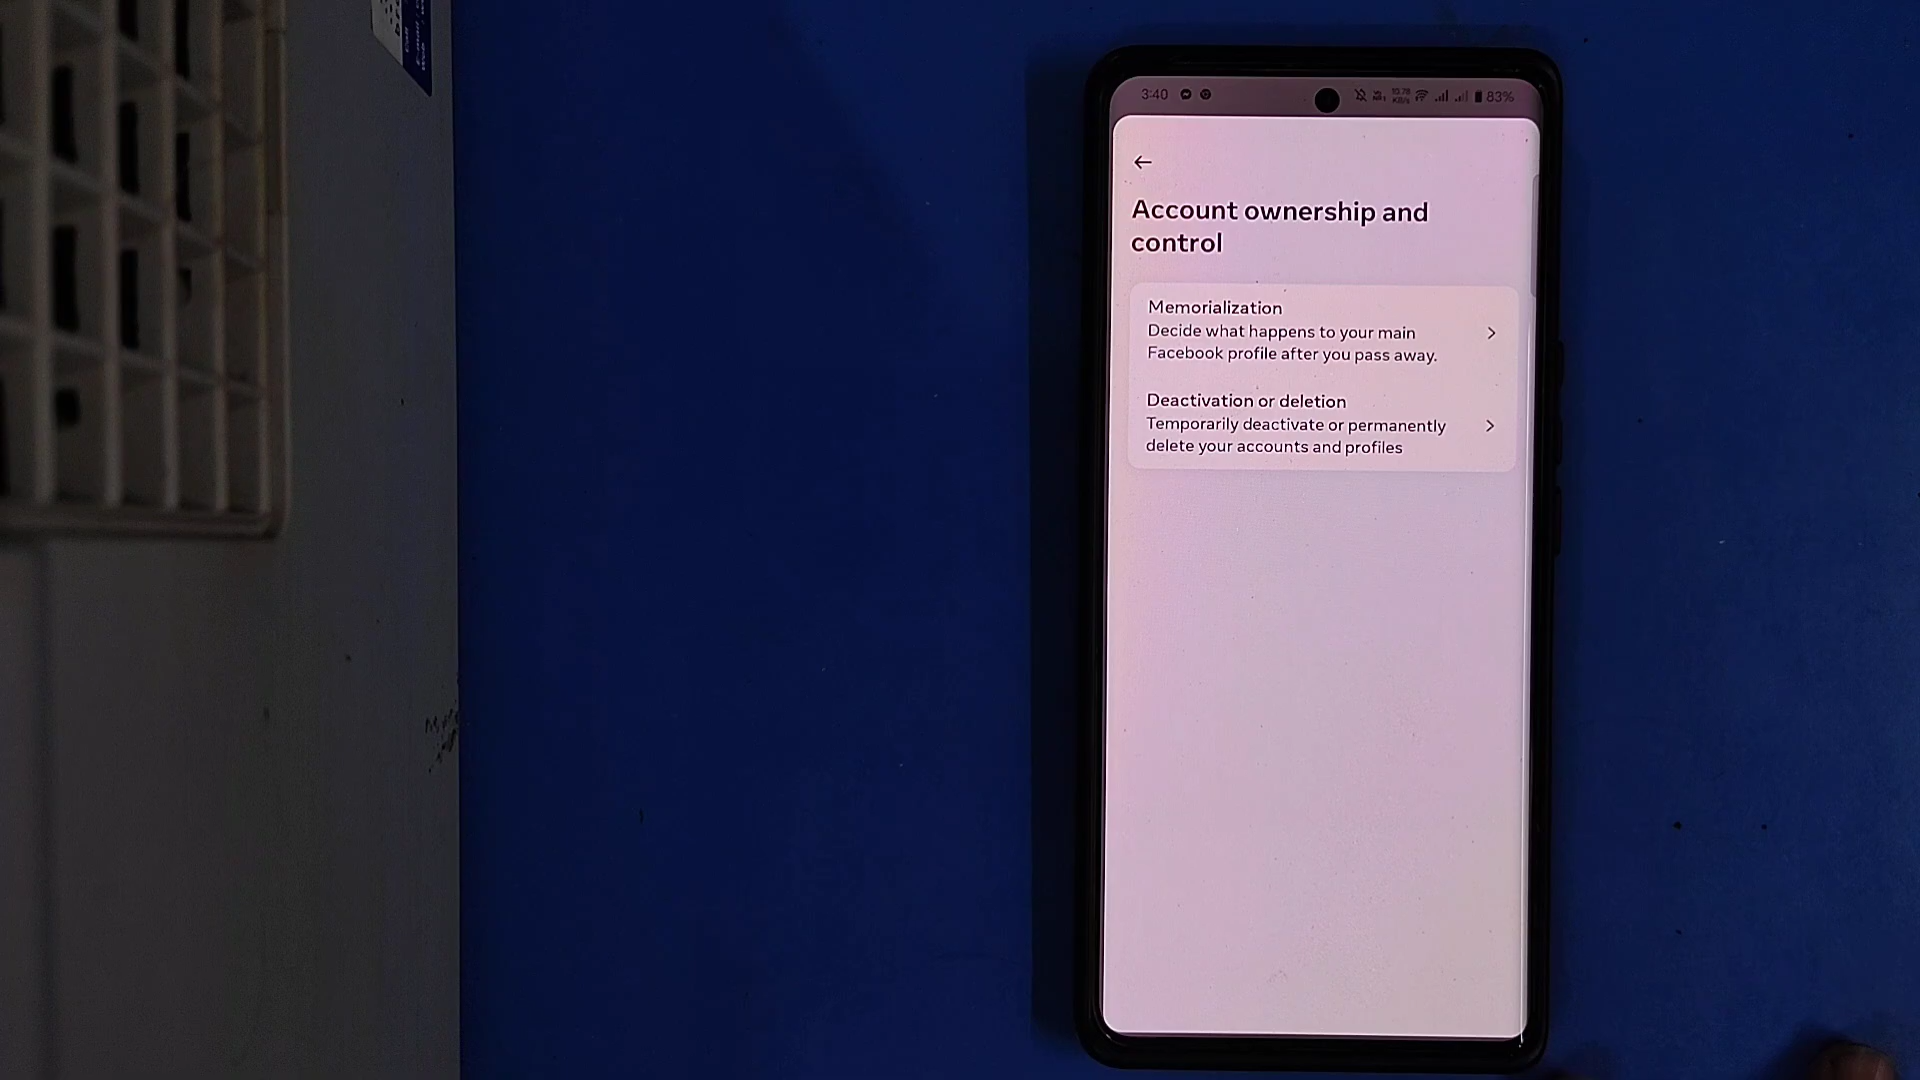 3:40
83%
Account ownership and
control
Memorialization
Decide what happens to your main
Facebook profile after you pass away.
Deactivation or deletion
Temporarily deactivate or permanently
delete your accounts and profiles